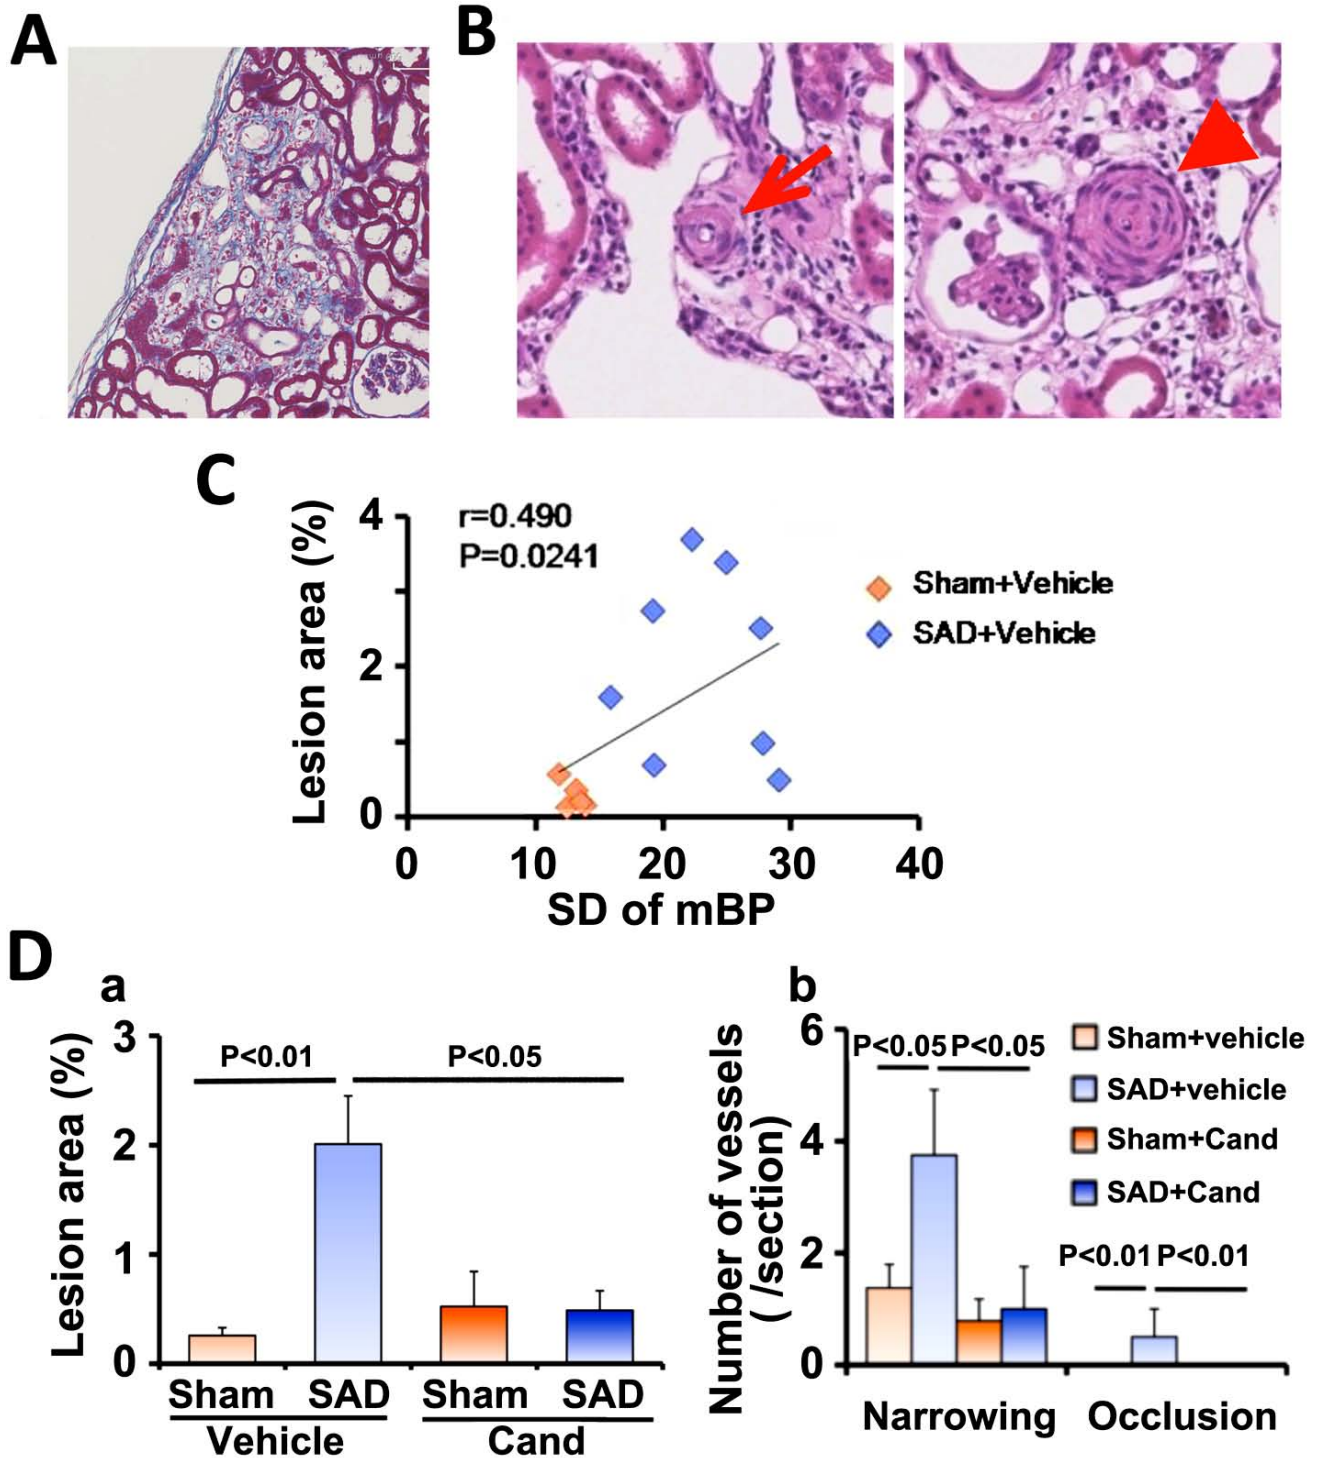 A
B
C
4
2
0
Lesion area (%)
r=0.490
P=0.0241
Sham+Vehicle
SAD+Vehicle
0 10 20 30 40
SD of mBP
D
a
3
2
1
0
Lesion area (%)
P<0.01
P<0.05
Sham SAD Sham SAD
Vehicle Cand
b
6
4
2
0
Number of vessels
( /section)
P<0.05 P<0.05
P<0.01 P<0.01
Sham+vehicle
SAD+vehicle
Sham+Cand
SAD+Cand
Narrowing Occlusion